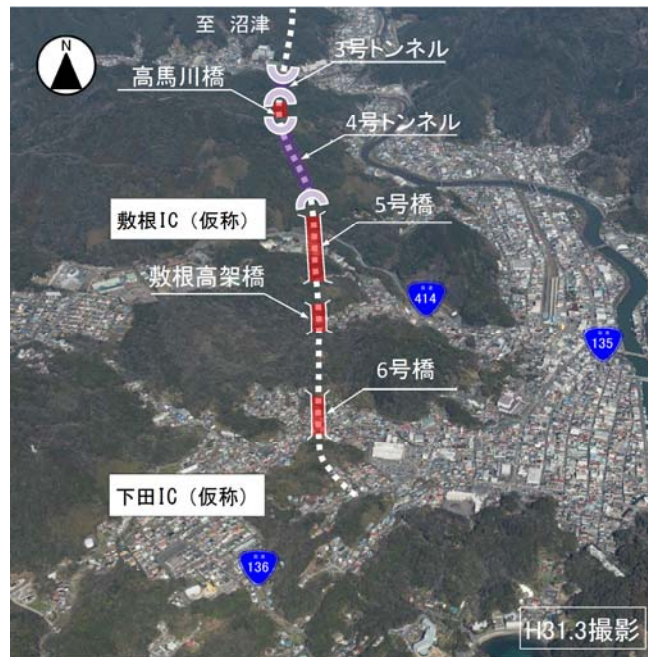 至 沼津
N
3号トンネル
高馬川橋
4号トンネル
敷根IC（仮称）
5号橋
敷根高架橋
414
135
6号橋
下田IC（仮称）
136
H31.3撮影